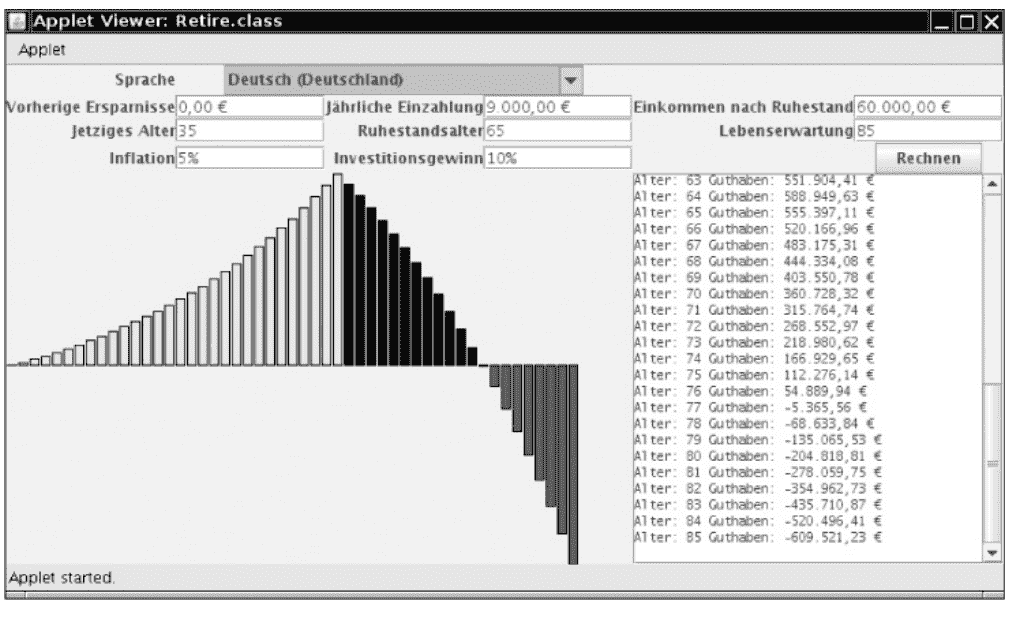 Applet Viewer: Retire.class
Applet
Sprache Deutsch (Deutschland)
Vorherige Ersparnisse 0,00 € Jährliche Einzahlung 9.000,00 € Einkommen nach Ruhestand 60.000,00 €
Jetziges Alter 35 Ruhestandsalter 65 Lebenserwartung 85
Inflation 5% Investitionsgewinn 10% Rechnen
Alter: 63 Guthaben: 551.904,41 €
Alter: 64 Guthaben: 588.949,63 €
Alter: 65 Guthaben: 555.397,11 €
Alter: 66 Guthaben: 520.166,96 €
Alter: 67 Guthaben: 483.175,31 €
Alter: 68 Guthaben: 444.334,08 €
Alter: 69 Guthaben: 403.550,78 €
Alter: 70 Guthaben: 360.728,32 €
Alter: 71 Guthaben: 315.764,74 €
Alter: 72 Guthaben: 268.552,97 €
Alter: 73 Guthaben: 218.980,62 €
Alter: 74 Guthaben: 166.929,65 €
Alter: 75 Guthaben: 112.276,14 €
Alter: 76 Guthaben: 54.889,94 €
Alter: 77 Guthaben: -5.365,56 €
Alter: 78 Guthaben: -68.633,84 €
Alter: 79 Guthaben: -135.065,53 €
Alter: 80 Guthaben: -204.818,81 €
Alter: 81 Guthaben: -278.059,75 €
Alter: 82 Guthaben: -354.962,73 €
Alter: 83 Guthaben: -435.710,87 €
Alter: 84 Guthaben: -520.496,41 €
Alter: 85 Guthaben: -609.521,23 €
Applet started.